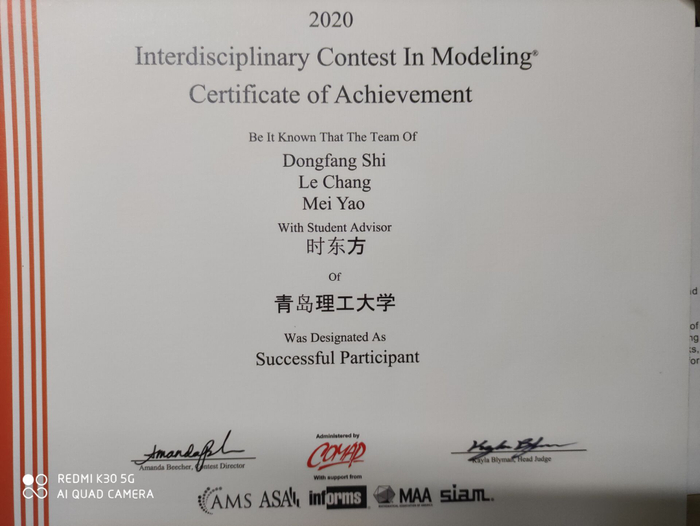 2020
Interdisciplinary Contest In Modeling®
Certificate of Achievement
Be It Known That The Team Of
Dongfang Shi
Le Chang
Mei Yao
With Student Advisor
时东方
Of
青岛理工大学
Was Designated As
Successful Participant
Administered by
COMAP
With support from
Amanda Beecher, Contest Director
Kayla Blyman, Head Judge
AMS ASA informs MAA siam.
REDMI K30 5G
AI QUAD CAMERA
of